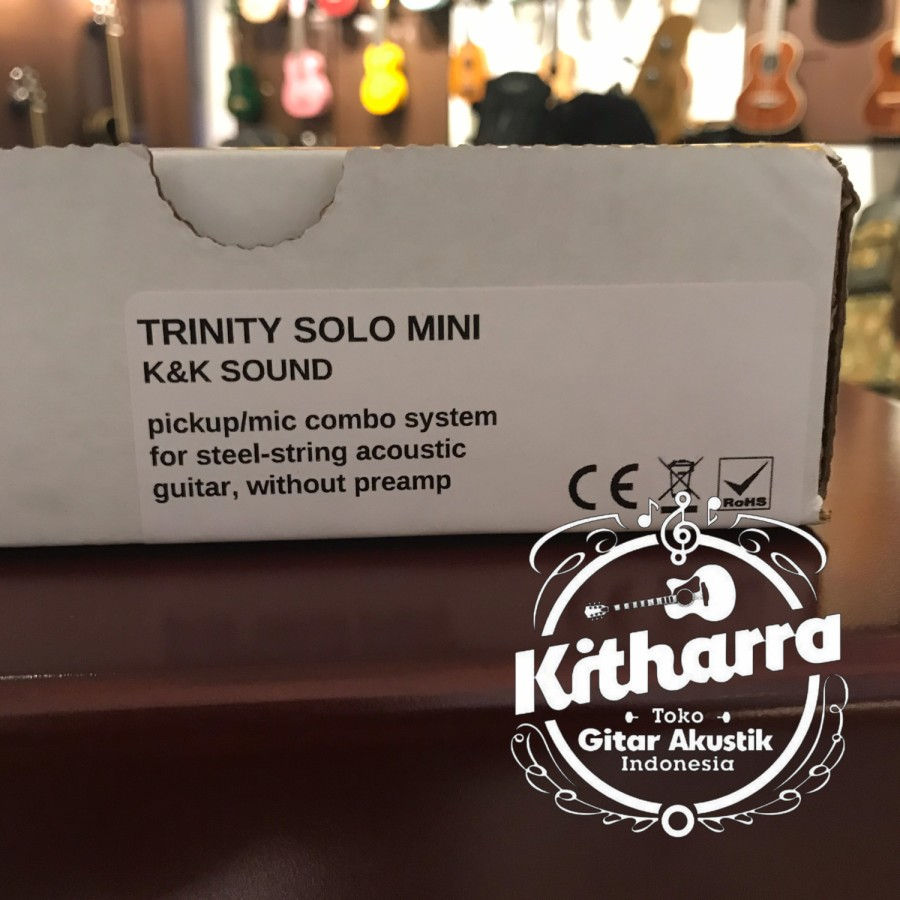 TRINITY SOLO MINI
K&K SOUND
pickup/mic combo system
for steel-string acoustic
guitar, without preamp
CE
RoHS
Kitharra
Toko
Gitar Akustik
Indonesia